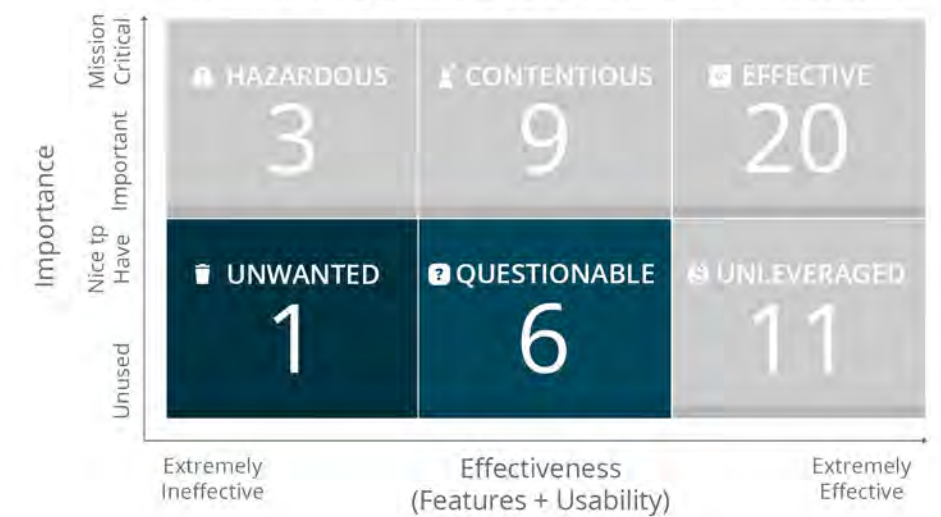 Importance
Mission
Critical
Important
Nice tp
Have
Unused
HAZARDOUS
3
CONTENTIOUS
9
EFFECTIVE
20
UNWANTED
1
? QUESTIONABLE
6
UNLEVERAGED
11
Extremely
Ineffective
Effectiveness
(Features + Usability)
Extremely
Effective